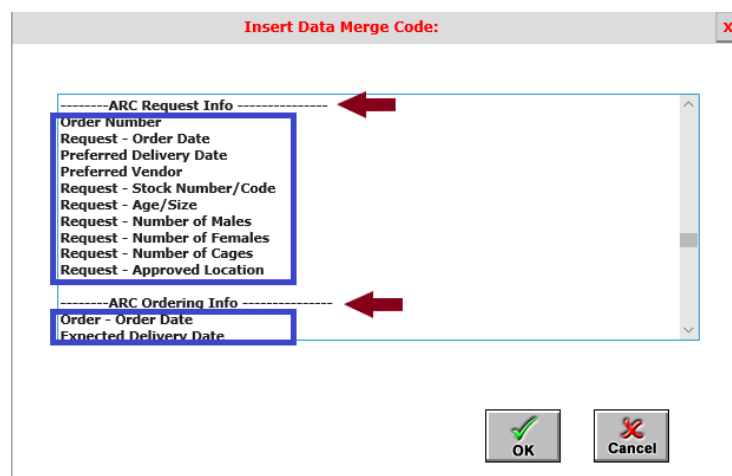 Insert Data Merge Code:
X
--------ARC Request Info ---------------
Order Number
Request - Order Date
Preferred Delivery Date
Preferred Vendor
Request - Stock Number/Code
Request - Age/Size
Request - Number of Males
Request - Number of Females
Request - Number of Cages
Request - Approved Location
--------ARC Ordering Info ---------------
Order - Order Date
Expected Delivery Date
OK
Cancel